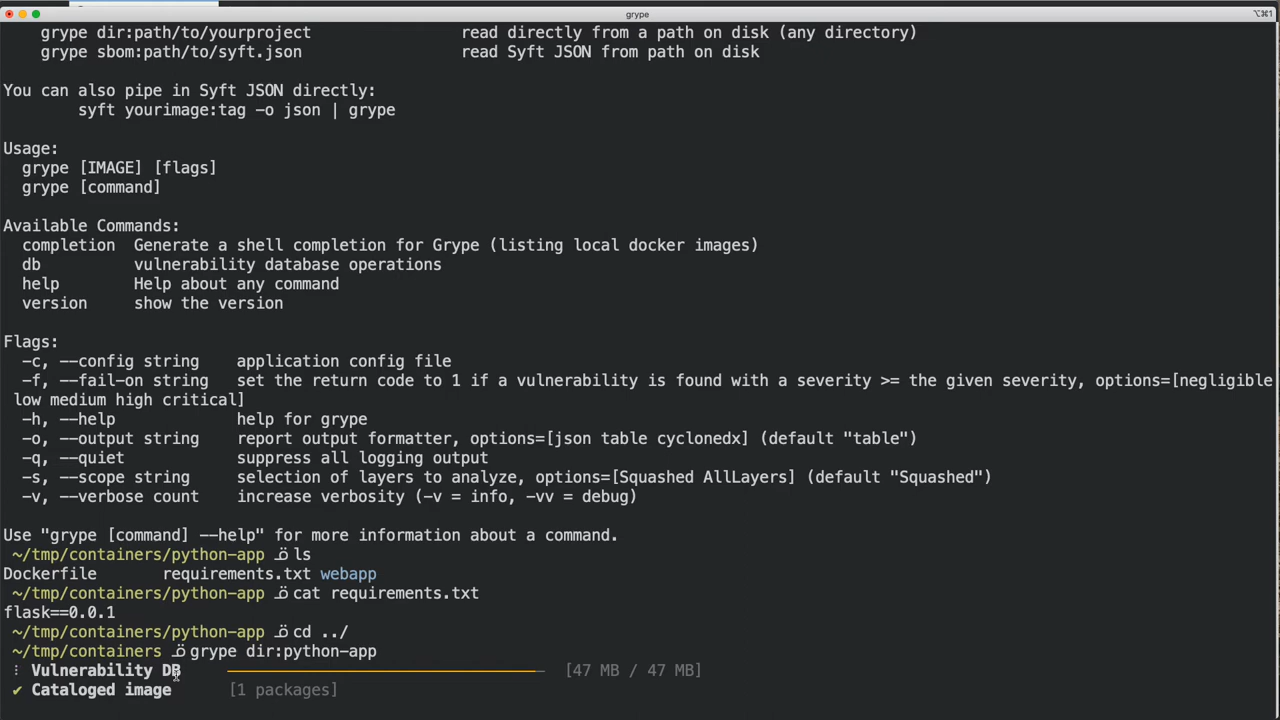 grype
⌥⌘1
grype dir:path/to/yourproject                read directly from a path on disk (any directory)
grype sbom:path/to/syft.json                 read Syft JSON from path on disk
You can also pipe in Syft JSON directly:
syft yourimage:tag -o json | grype
Usage:
grype [IMAGE] [flags]
grype [command]
Available Commands:
completion  Generate a shell completion for Grype (listing local docker images)
db          vulnerability database operations
help        Help about any command
version     show the version
Flags:
-c, --config string    application config file
-f, --fail-on string   set the return code to 1 if a vulnerability is found with a severity >= the given severity, options=[negligible
low medium high critical]
-h, --help             help for grype
-o, --output string    report output formatter, options=[json table cyclonedx] (default "table")
-q, --quiet            suppress all logging output
-s, --scope string     selection of layers to analyze, options=[Squashed AllLayers] (default "Squashed")
-v, --verbose count    increase verbosity (-v = info, -vv = debug)
Use "grype [command] --help" for more information about a command.
~/tmp/containers/python-app ls
Dockerfile       requirements.txt webapp
~/tmp/containers/python-app cat requirements.txt
flask==0.0.1
~/tmp/containers/python-app cd ../
~/tmp/containers grype dir:python-app
Vulnerability DB     [47 MB / 47 MB]
✔ Cataloged image      [1 packages]